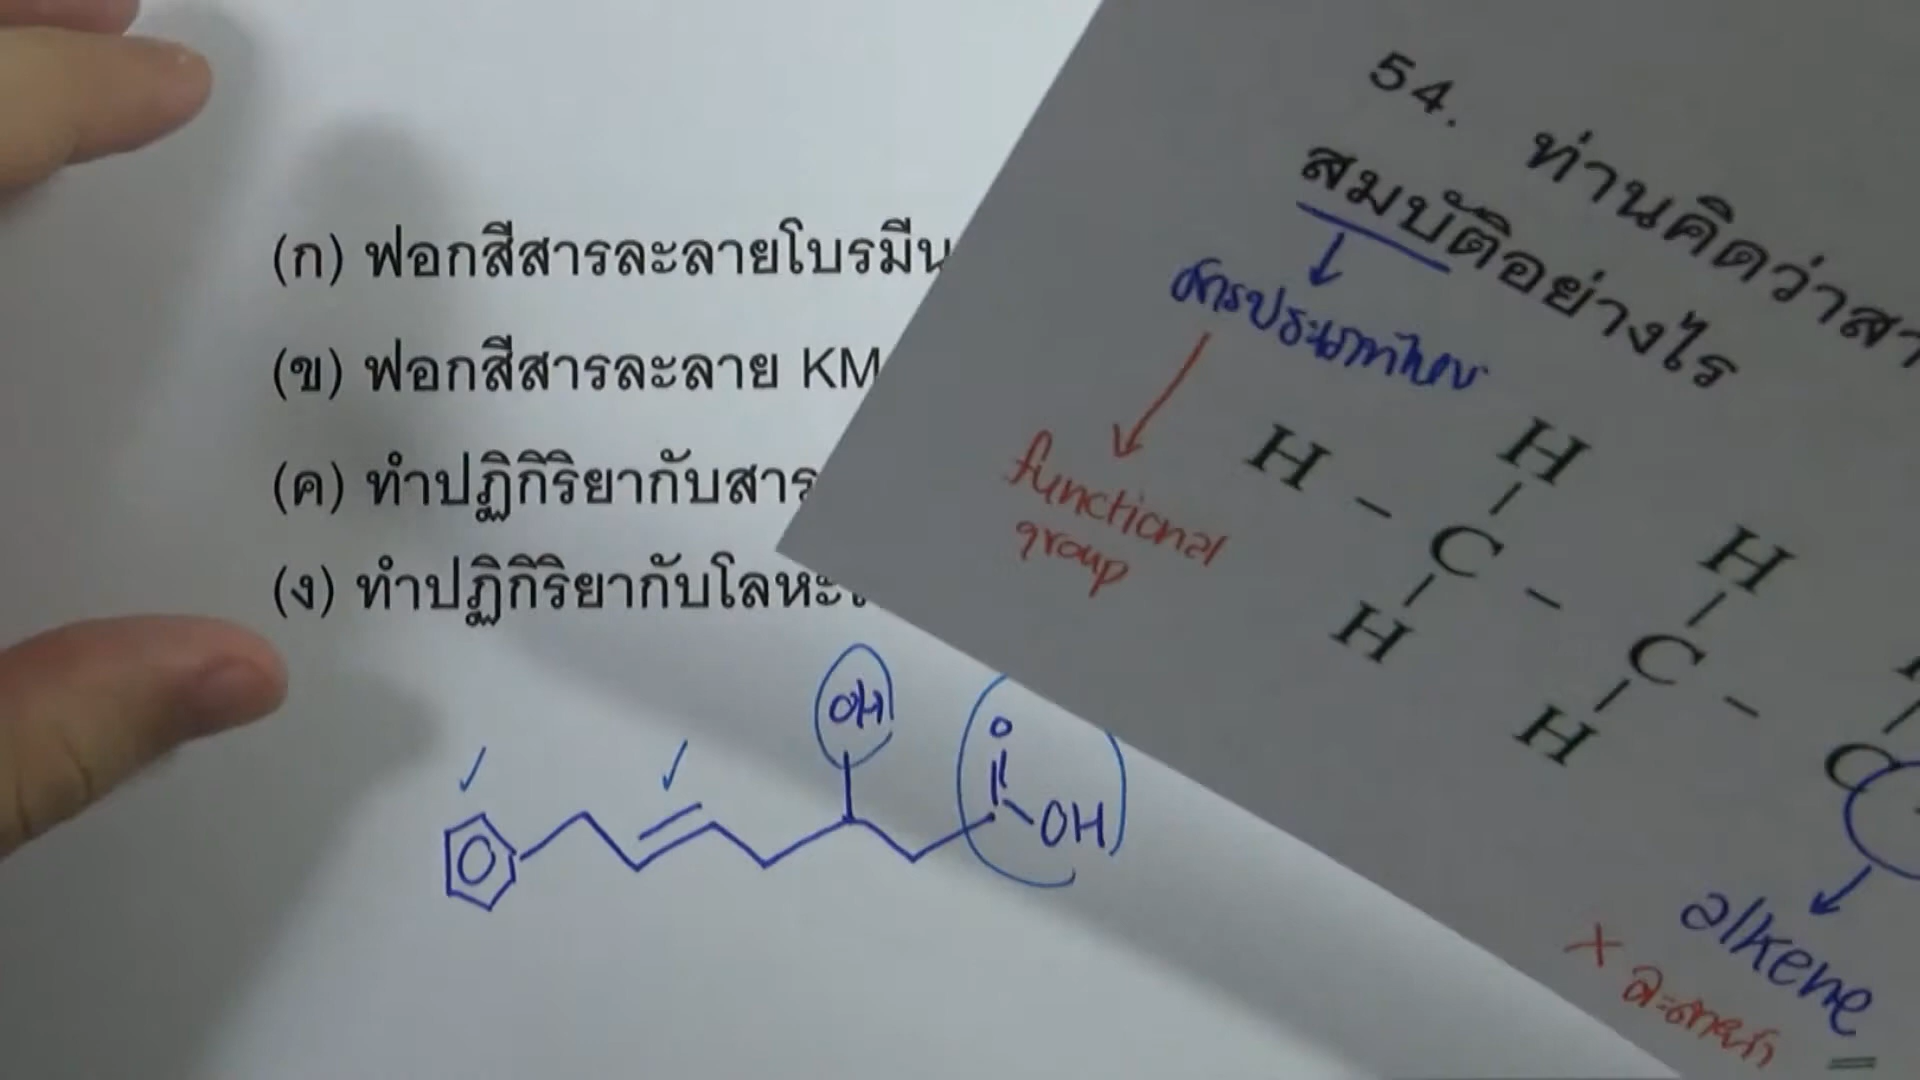 (ก) ฟอกสีสารละลายโบรมีน
(ข) ฟอกสีสารละลาย KM
(ค) ทำปฏิกิริยากับสาร
(ง) ทำปฏิกิริยากับโลหะ
OH
O
OH
54. ท่านคิดว่าสา
สมบัติอย่างไร
สารประเภทไหน
functional
group
H H H
H - C - C - C
H H
alkene